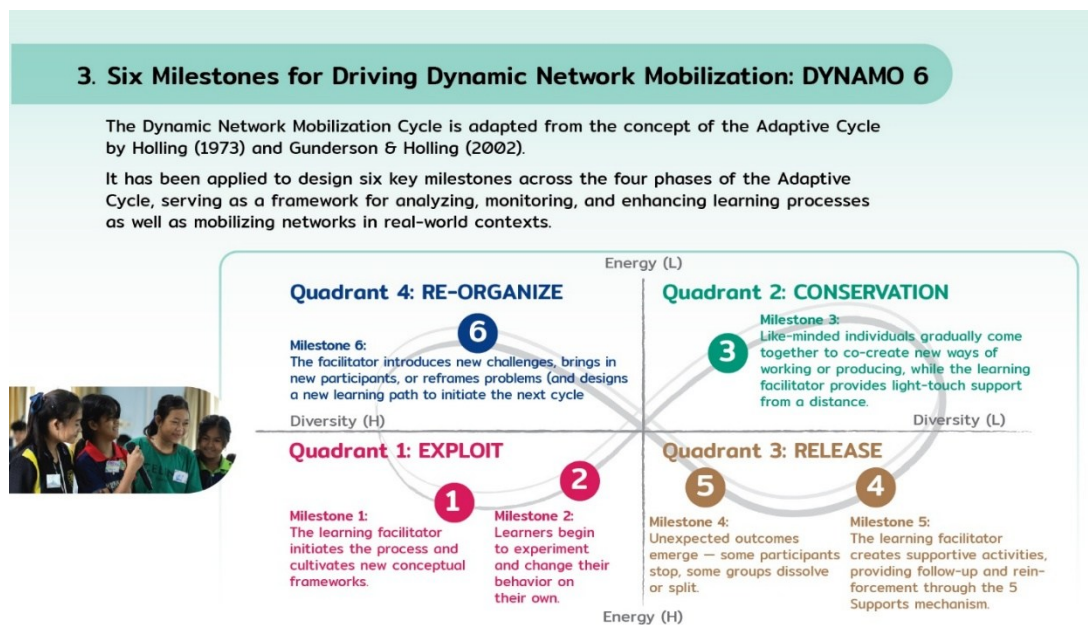 3. Six Milestones for Driving Dynamic Network Mobilization: DYNAMO 6
The Dynamic Network Mobilization Cycle is adapted from the concept of the Adaptive Cycle
by Holling (1973) and Gunderson & Holling (2002).
It has been applied to design six key milestones across the four phases of the Adaptive
Cycle, serving as a framework for analyzing, monitoring, and enhancing learning processes
as well as mobilizing networks in real-world contexts.
Energy (L)
Quadrant 4: RE-ORGANIZE
6
Milestone 6:
The facilitator introduces new challenges, brings in
new participants, or reframes problems (and designs
a new learning path to initiate the next cycle
Quadrant 2: CONSERVATION
3
Milestone 3:
Like-minded individuals gradually come
together to co-create new ways of
working or producing, while the learning
facilitator provides light-touch support
from a distance.
Diversity (H)
Diversity (L)
Quadrant 1: EXPLOIT
1
2
Milestone 1:
The learning facilitator
initiates the process and
cultivates new conceptual
frameworks.
Milestone 2:
Learners begin
to experiment
and change their
behavior on
their own.
Quadrant 3: RELEASE
5
4
Milestone 4:
Unexpected outcomes
emerge — some participants
stop, some groups dissolve
or split.
Milestone 5:
The learning facilitator
creates supportive activities,
providing follow-up and rein-
forcement through the 5
Supports mechanism.
Energy (H)